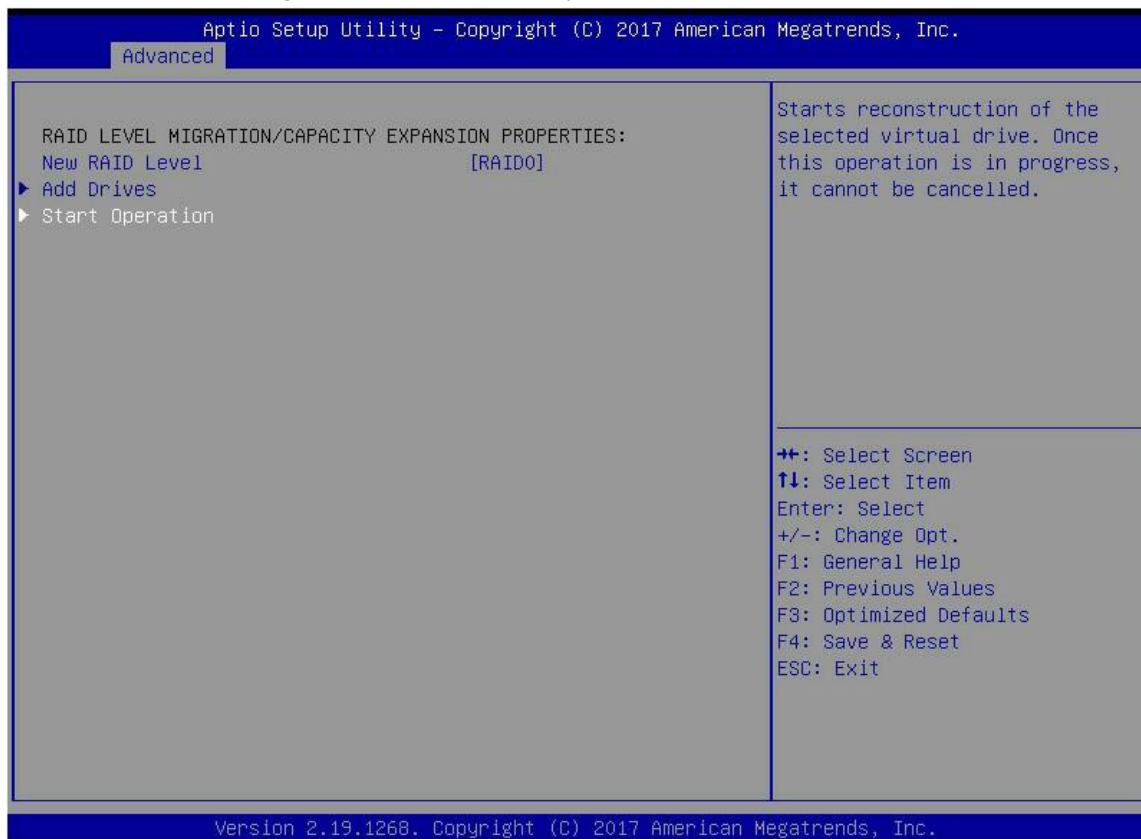 Aptio Setup Utility – Copyright (C) 2017 American Megatrends, Inc.
Advanced
RAID LEVEL MIGRATION/CAPACITY EXPANSION PROPERTIES:
New RAID Level [RAID0]
▶ Add Drives
▶ Start Operation
Starts reconstruction of the
selected virtual drive. Once
this operation is in progress,
it cannot be cancelled.
→←: Select Screen
↑↓: Select Item
Enter: Select
+/-: Change Opt.
F1: General Help
F2: Previous Values
F3: Optimized Defaults
F4: Save & Reset
ESC: Exit
Version 2.19.1268. Copyright (C) 2017 American Megatrends, Inc.